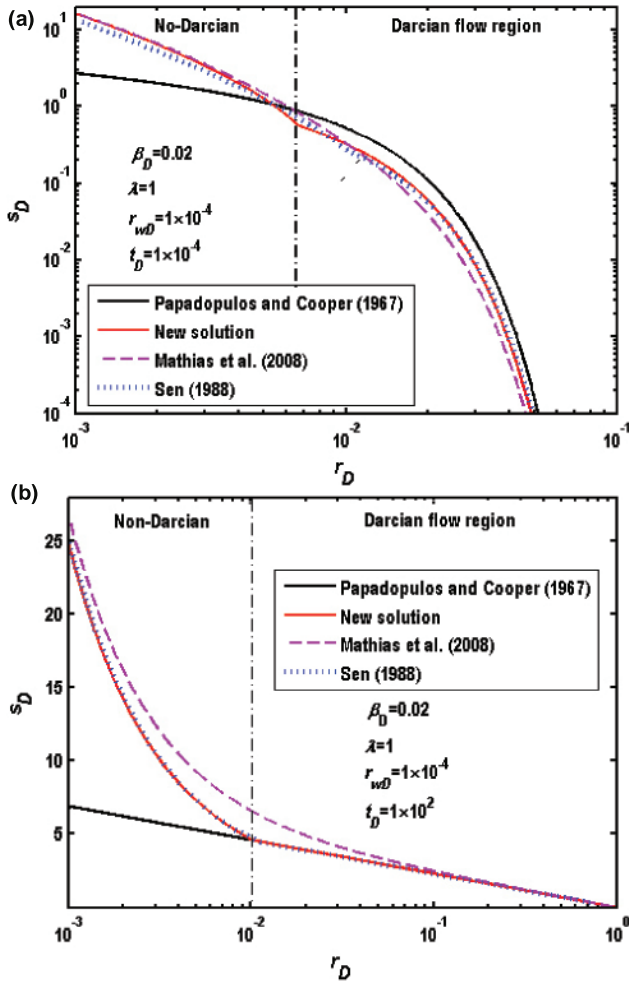 (a)
No-Darcian Darcian flow region
10^1
10^0
10^-1
10^-2
10^-3
10^-4
s_D
β_D=0.02
λ=1
r_wD=1×10^-4
t_D=1×10^-4
Papadopulos and Cooper (1967)
New solution
Mathias et al. (2008)
Sen (1988)
10^-3 10^-2 10^-1
r_D
(b)
Non-Darcian Darcian flow region
25
20
15
10
5
s_D
Papadopulos and Cooper (1967)
New solution
Mathias et al. (2008)
Sen (1988)
β_D=0.02
λ=1
r_wD=1×10^-4
t_D=1×10^2
10^-3 10^-2 10^-1 10^0
r_D